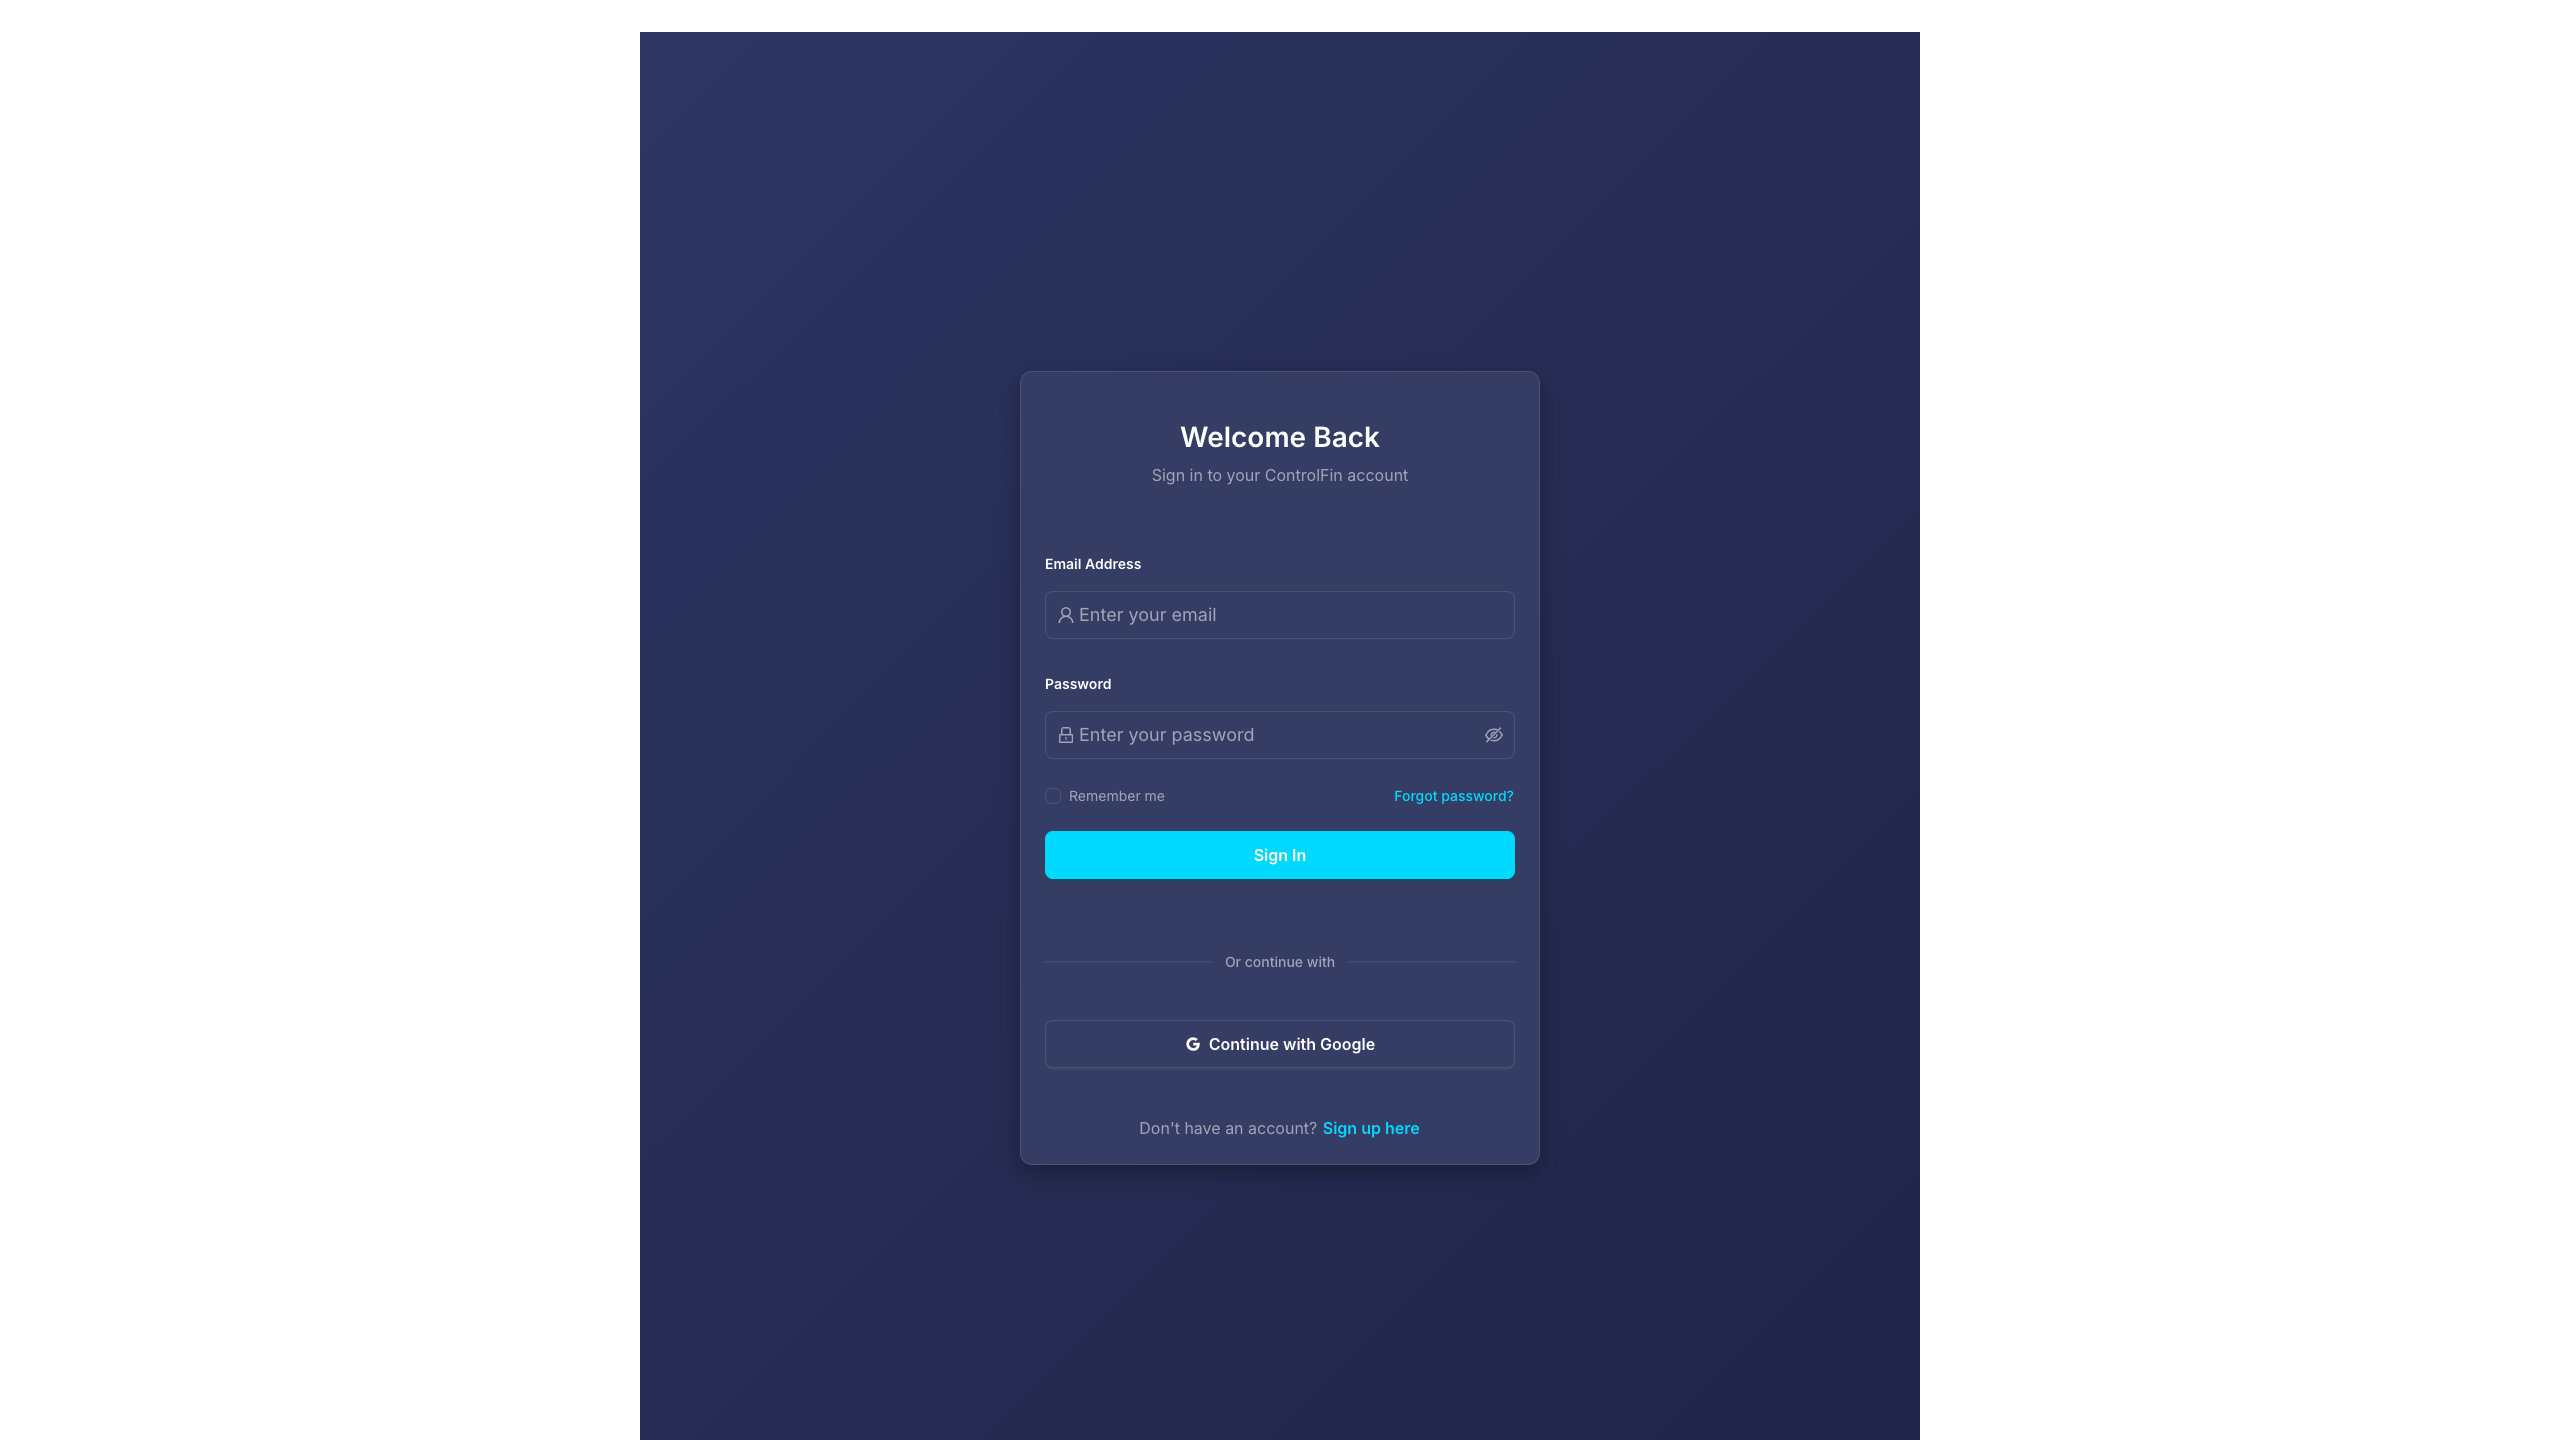 Welcome Back
Sign in to your ControlFin account
Email Address
Enter your email
Password
Enter your password
Remember me
Forgot password?
Sign In
Or continue with
Continue with Google
Don't have an account? Sign up here